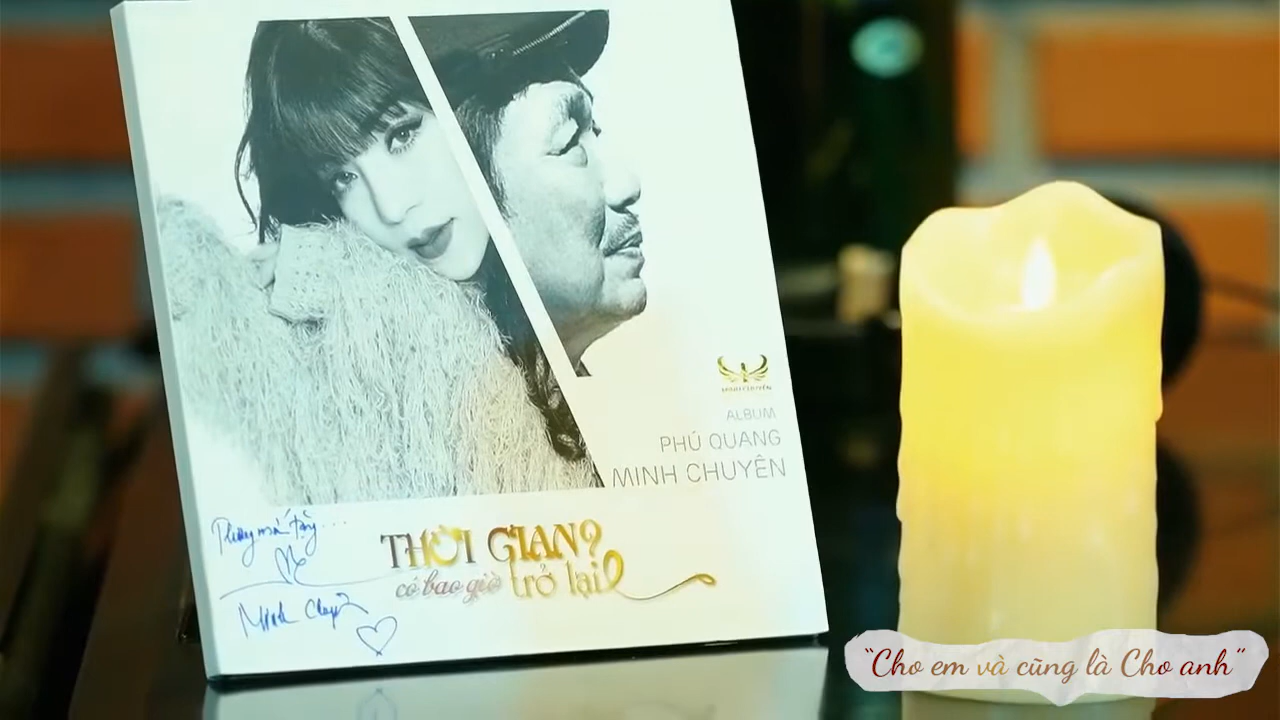 MINH CHUYÊN
ALBUM
PHÚ QUANG
MINH CHUYÊN
THỜI GIAN?
có bao giờ trở lại
Minh
"Cho em và cũng là Cho anh"